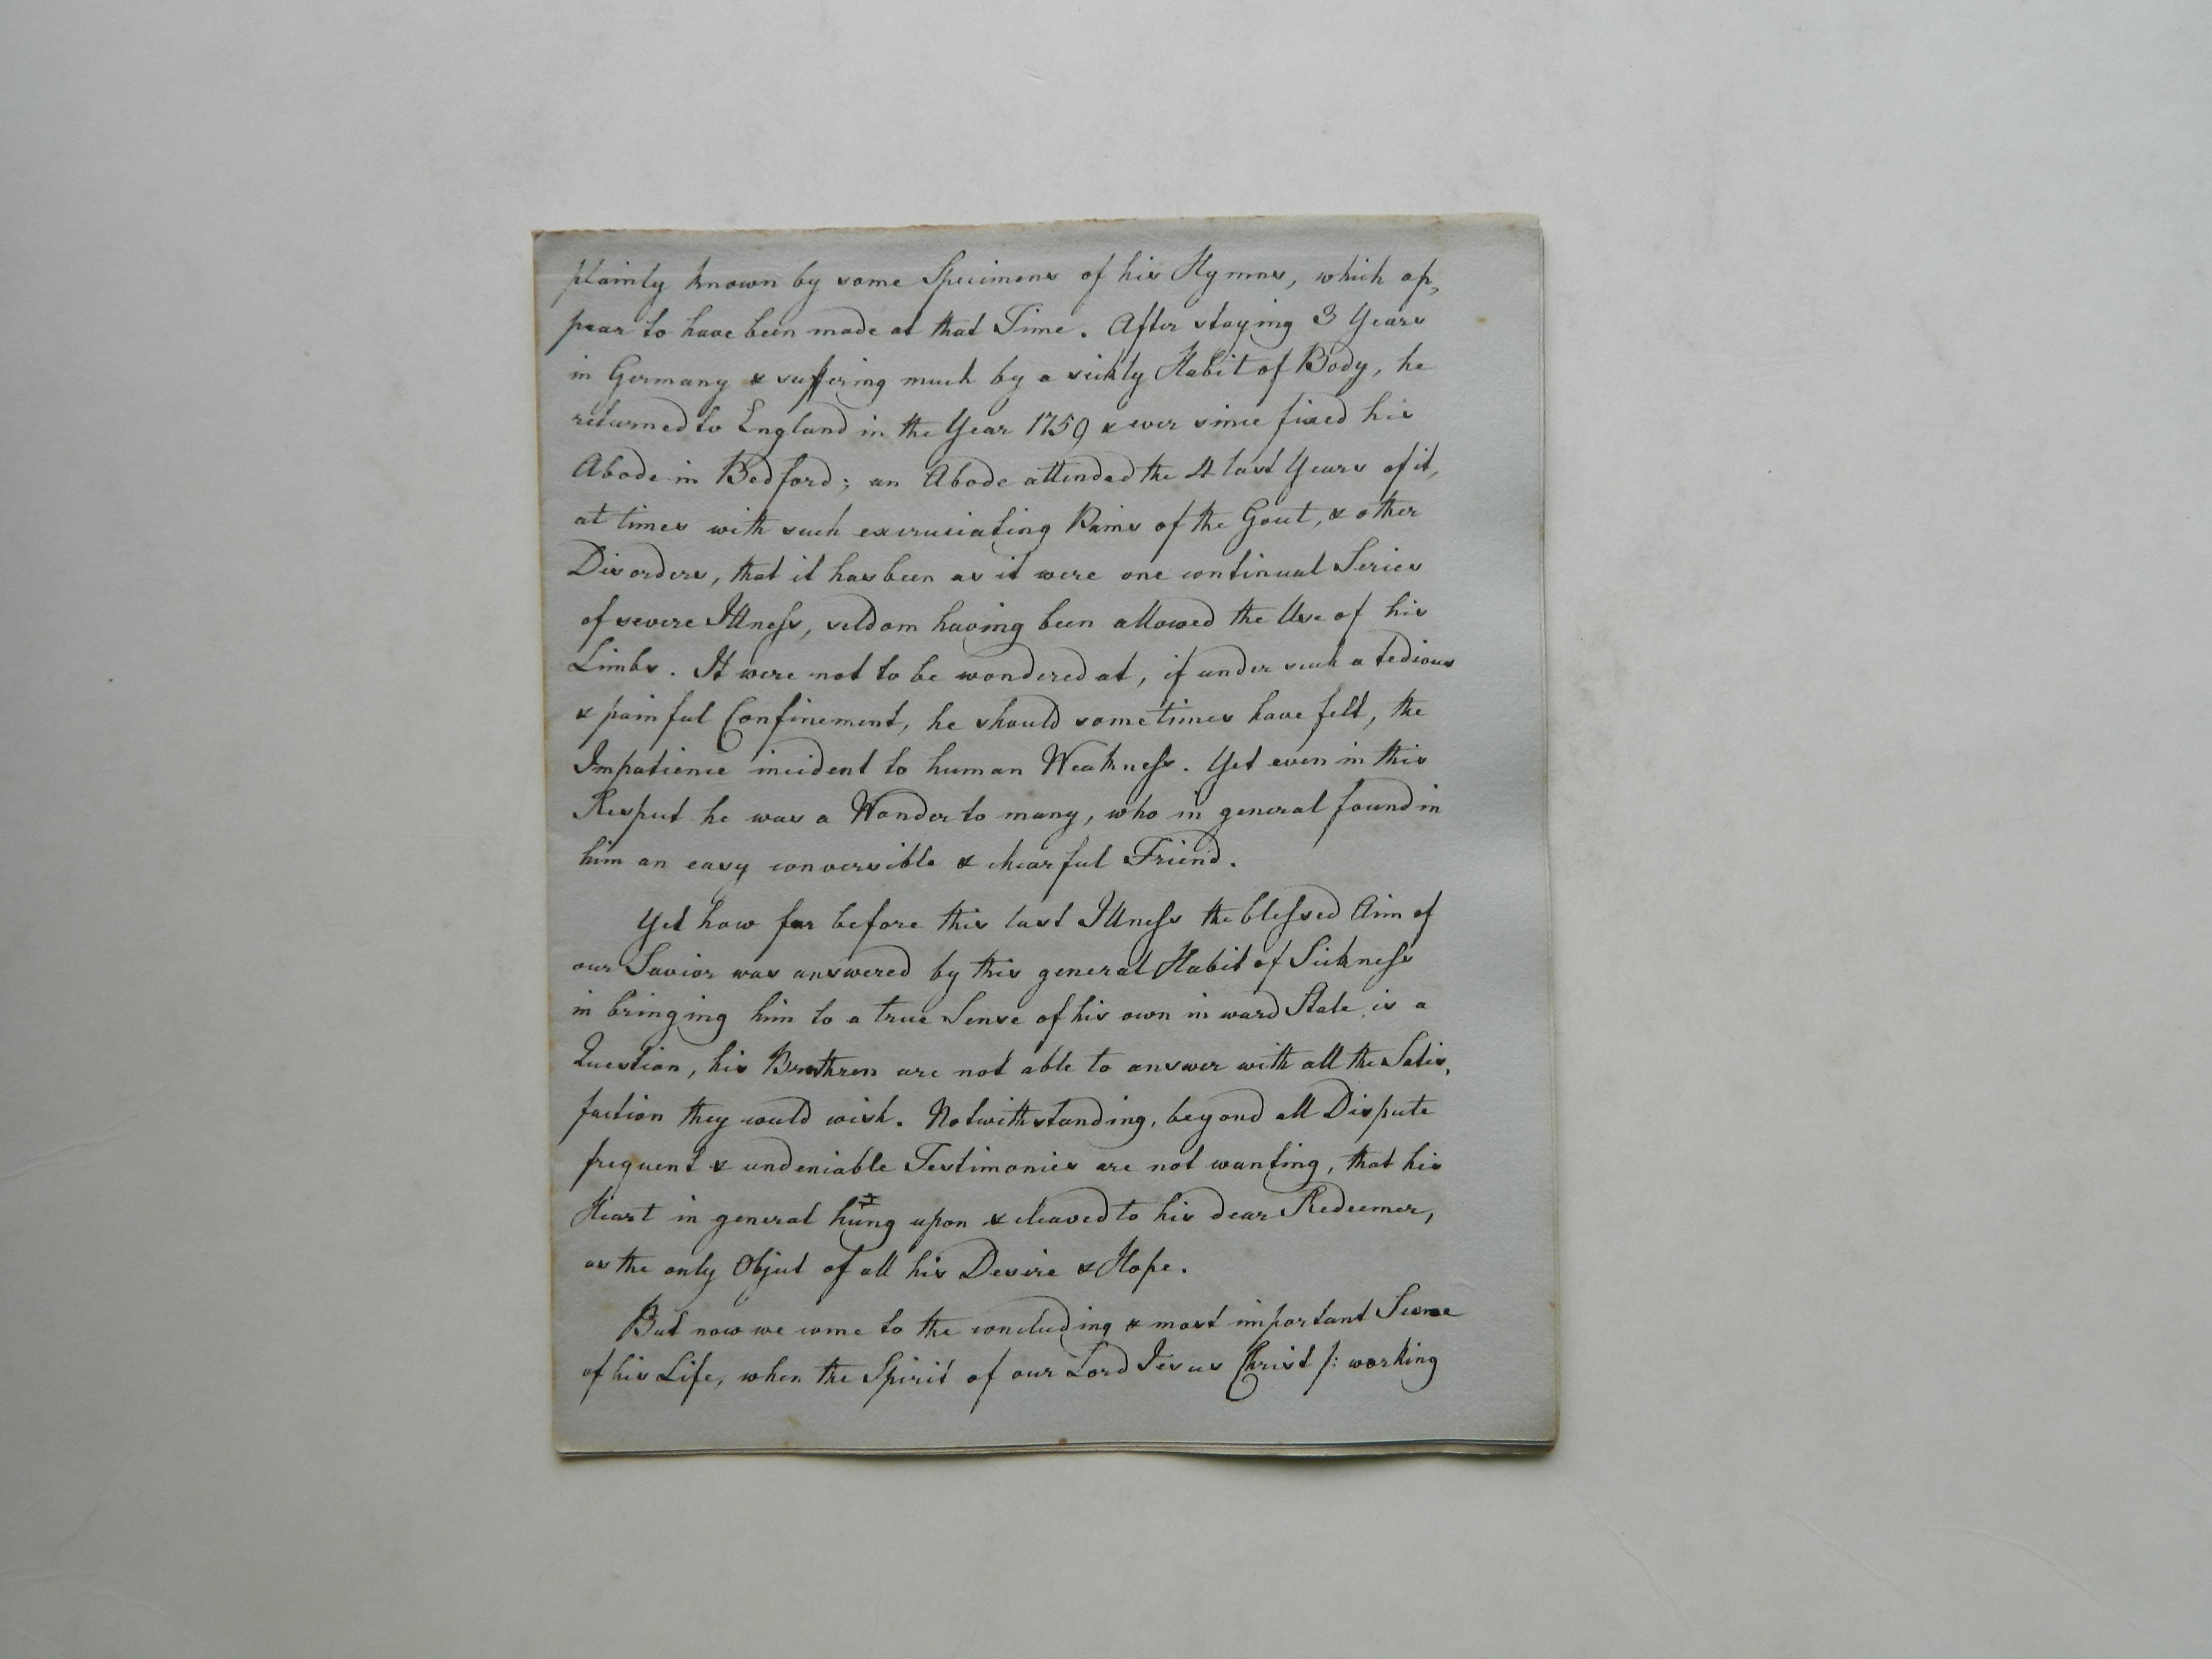 plainly known by some Specimens of his Hymns, which ap,
pear to have been made at that Time. After staying 3 Years
in Germany & suffering much by a sickly Habit of Body, he
returned to England in the Year 1759 & ever since fixed his
Abode in Bedford; an Abode attended the 4 last Years of it,
at times with such excruciating Pains of the Gout, & other
Disorders, that it has been as it were one continual Series
of severe Illness, seldom having been allowed the Use of his
Limbs. It were not to be wondered at, if under such a tedious
& painful Confinement, he should sometimes have felt, the
Impatience incident to human Weakness. Yet even in this
Respect he was a Wonder to many, who in general found in
him an easy conversible & chearful Friend.
Yet how far before this last Illness the blessed Aim of
our Savior was answered by this general Habit of Sickness
in bringing him to a true Sense of his own inward State, is a
Question, his Brethren are not able to answer with all the Satis,
faction they would wish. Notwithstanding, beyond all Dispute
frequent & undeniable Testimonies are not wanting, that his
Heart in general hung upon & cleaved to his dear Redeemer,
as the only Object of all his Desire & Hope.
But now we come to the concluding & most important Scene
of his Life, when the Spirit of our Lord Jesus Christ /: working